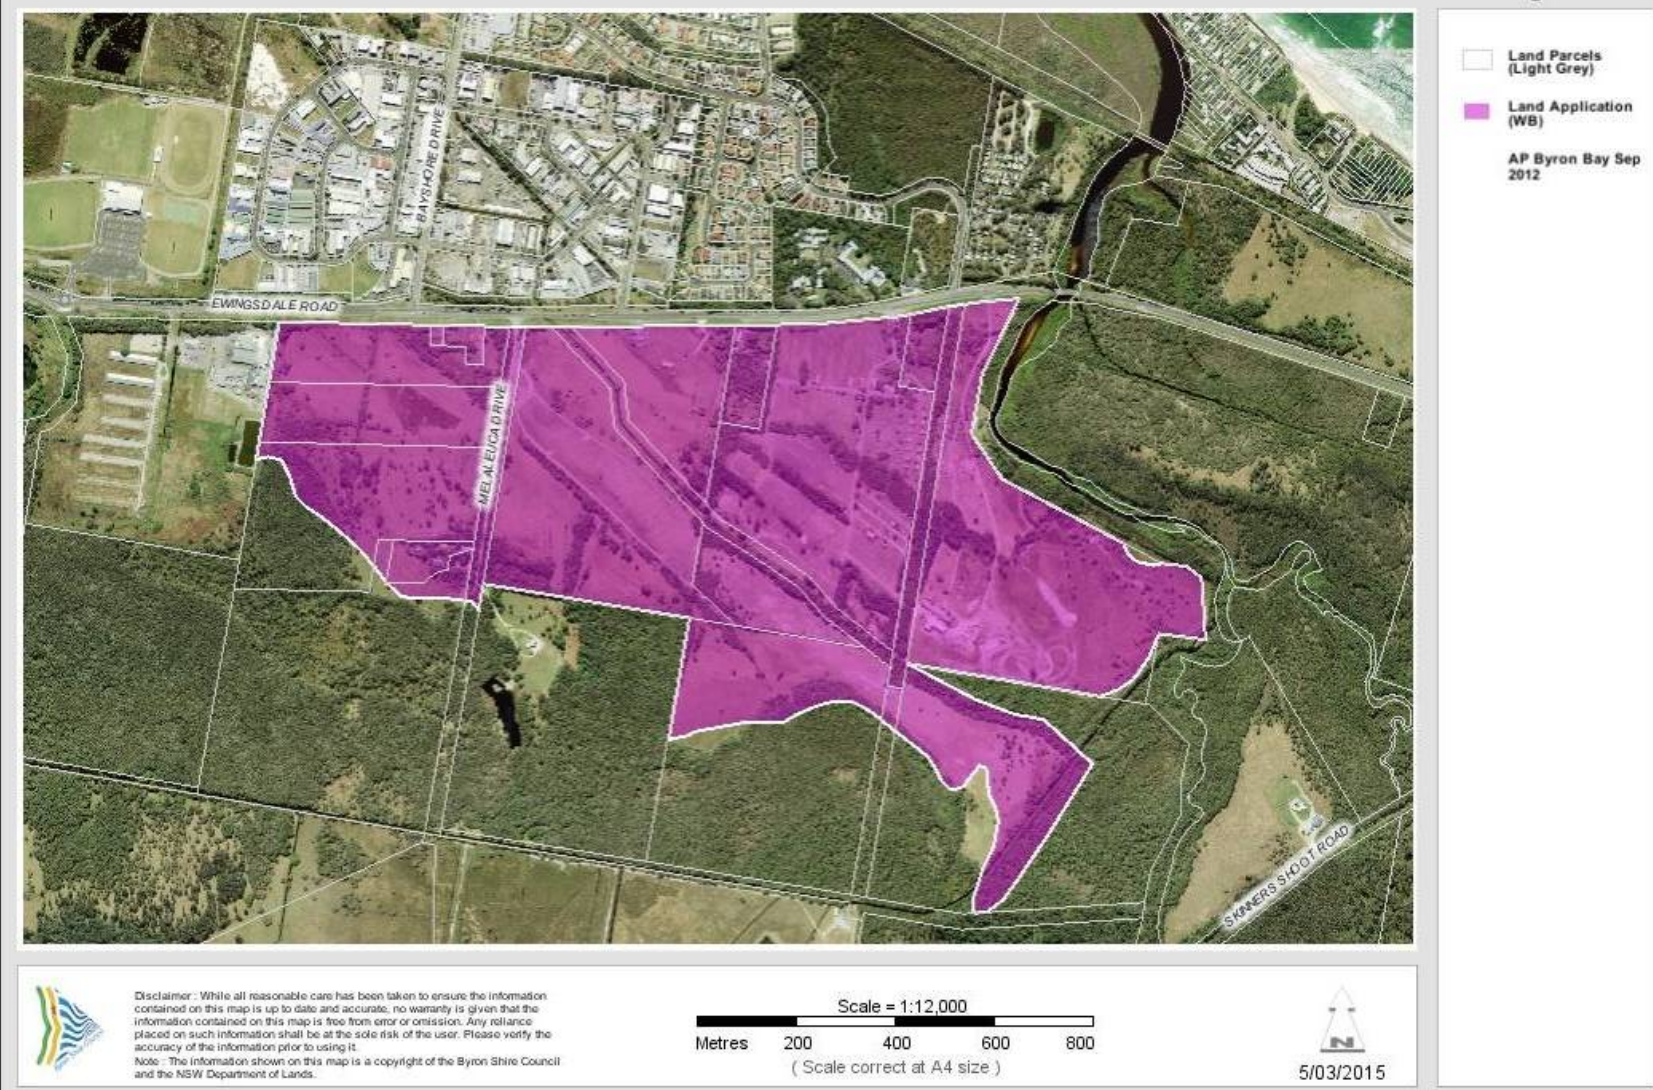 Land Parcels
(Light Grey)
Land Application
(WB)
AP Byron Bay Sep
2012
BAYSHORE DRIVE
EWINGSDALE ROAD
MELALEUCA DRIVE
SKINNERS SHOOT ROAD
Disclaimer : While all reasonable care has been taken to ensure the information
contained on this map is up to date and accurate, no warranty is given that the
information contained on this map is free from error or omission. Any reliance
placed on such information shall be at the sole risk of the user. Please verify the
accuracy of the information prior to using it.
Note : The information shown on this map is a copyright of the Byron Shire Council
and the NSW Department of Lands.
Scale = 1:12,000
Metres 200 400 600 800
( Scale correct at A4 size )
N
5/03/2015